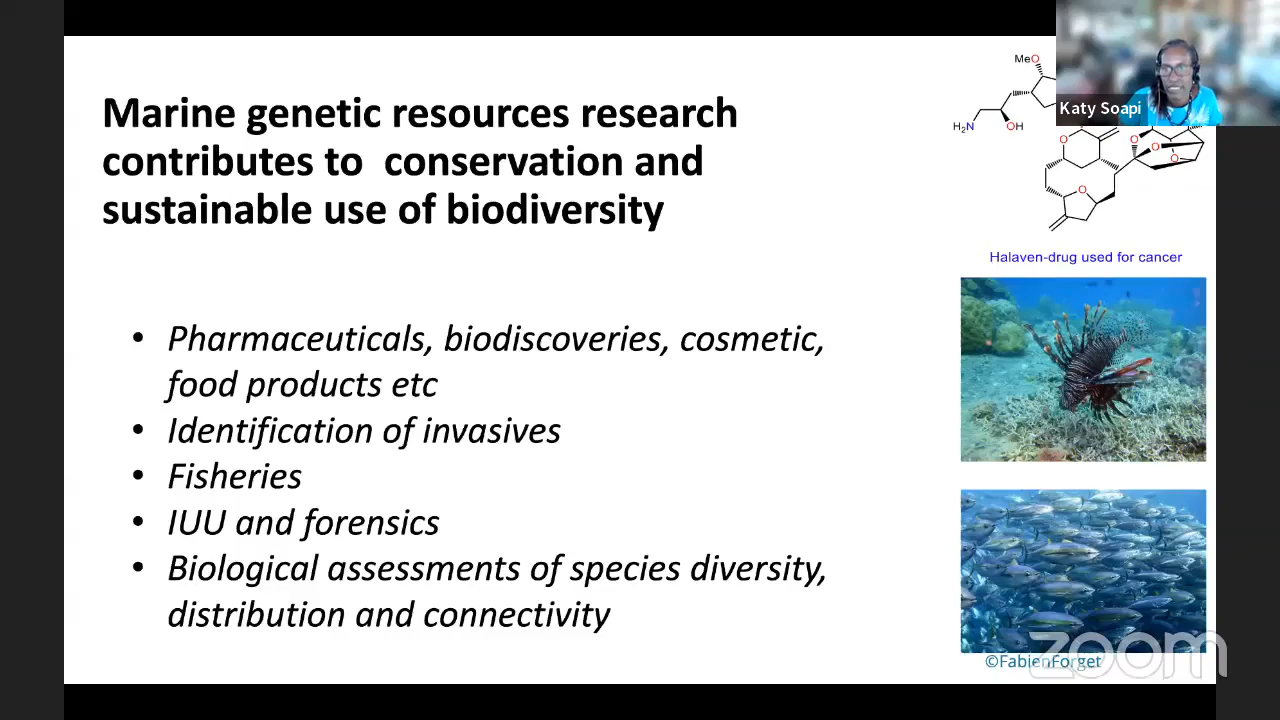 Marine genetic resources research
contributes to conservation and
sustainable use of biodiversity
• Pharmaceuticals, biodiscoveries, cosmetic,
food products etc
• Identification of invasives
• Fisheries
• IUU and forensics
• Biological assessments of species diversity,
distribution and connectivity
MeO
H₂N
OH
O
O
O
O
O
Katy Soapi
Halaven-drug used for cancer
©FabienForget
zoom